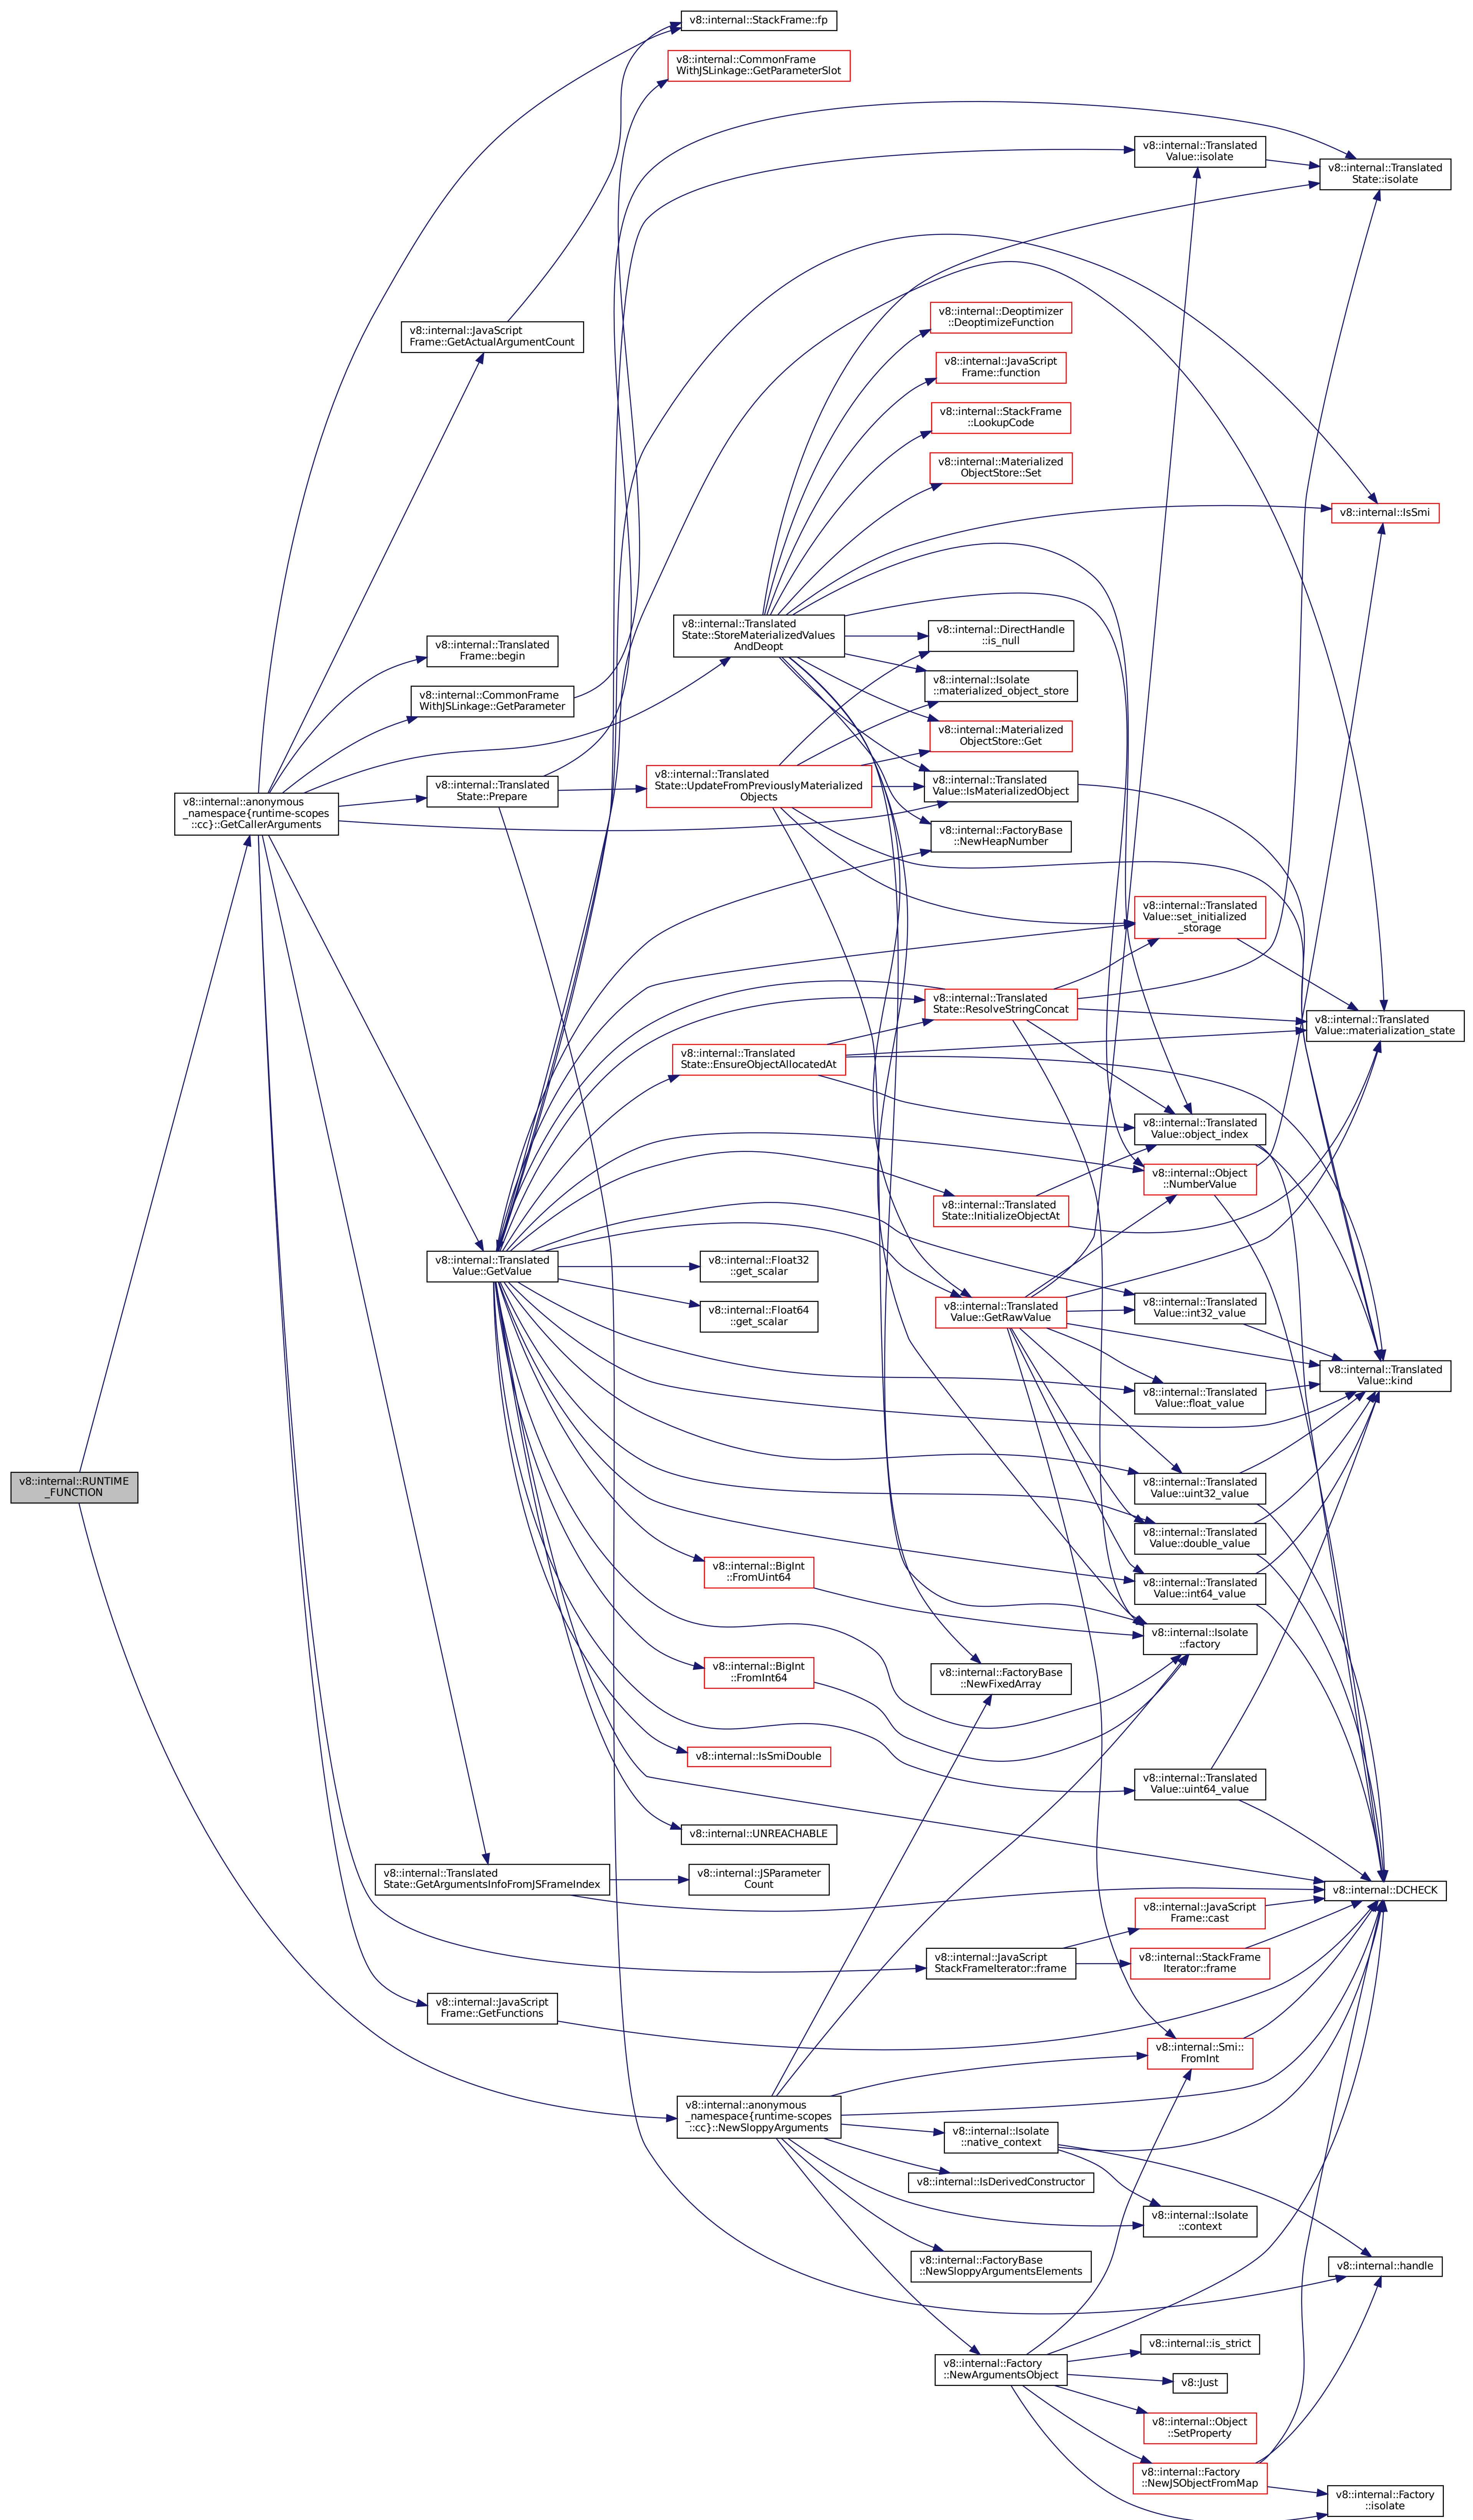 v8::internal::StackFrame::fp
v8::internal::CommonFrame
WithJSLinkage::GetParameterSlot
v8::internal::Translated
Value::isolate
v8::internal::Translated
State::isolate
v8::internal::Deoptimizer
::DeoptimizeFunction
v8::internal::JavaScript
Frame::GetActualArgumentCount
v8::internal::JavaScript
Frame::function
v8::internal::StackFrame
::LookupCode
v8::internal::Materialized
ObjectStore::Set
v8::internal::IsSmi
v8::internal::Translated
State::StoreMaterializedValues
AndDeopt
v8::internal::DirectHandle
::is_null
v8::internal::Translated
Frame::begin
v8::internal::Isolate
::materialized_object_store
v8::internal::CommonFrame
WithJSLinkage::GetParameter
v8::internal::Materialized
ObjectStore::Get
v8::internal::Translated
State::Prepare
v8::internal::Translated
State::UpdateFromPreviouslyMaterialized
Objects
v8::internal::Translated
Value::IsMaterializedObject
v8::internal::anonymous
_namespace{runtime-scopes
::cc}::GetCallerArguments
v8::internal::FactoryBase
::NewHeapNumber
v8::internal::Translated
Value::set_initialized
_storage
v8::internal::Translated
State::ResolveStringConcat
v8::internal::Translated
Value::materialization_state
v8::internal::Translated
State::EnsureObjectAllocatedAt
v8::internal::Translated
Value::object_index
v8::internal::Object
::NumberValue
v8::internal::Translated
State::InitializeObjectAt
v8::internal::Translated
Value::GetValue
v8::internal::Float32
::get_scalar
v8::internal::Float64
::get_scalar
v8::internal::Translated
Value::GetRawValue
v8::internal::Translated
Value::int32_value
v8::internal::Translated
Value::kind
v8::internal::Translated
Value::float_value
v8::internal::RUNTIME
_FUNCTION
v8::internal::Translated
Value::uint32_value
v8::internal::Translated
Value::double_value
v8::internal::BigInt
::FromUint64
v8::internal::Translated
Value::int64_value
v8::internal::Isolate
::factory
v8::internal::BigInt
::FromInt64
v8::internal::FactoryBase
::NewFixedArray
v8::internal::IsSmiDouble
v8::internal::Translated
Value::uint64_value
v8::internal::UNREACHABLE
v8::internal::Translated
State::GetArgumentsInfoFromJSFrameIndex
v8::internal::JSParameter
Count
v8::internal::DCHECK
v8::internal::JavaScript
Frame::cast
v8::internal::JavaScript
StackFrameIterator::frame
v8::internal::StackFrame
Iterator::frame
v8::internal::JavaScript
Frame::GetFunctions
v8::internal::Smi::
FromInt
v8::internal::anonymous
_namespace{runtime-scopes
::cc}::NewSloppyArguments
v8::internal::Isolate
::native_context
v8::internal::IsDerivedConstructor
v8::internal::Isolate
::context
v8::internal::FactoryBase
::NewSloppyArgumentsElements
v8::internal::handle
v8::internal::is_strict
v8::internal::Factory
::NewArgumentsObject
v8::Just
v8::internal::Object
::SetProperty
v8::internal::Factory
::NewJSObjectFromMap
v8::internal::Factory
::isolate